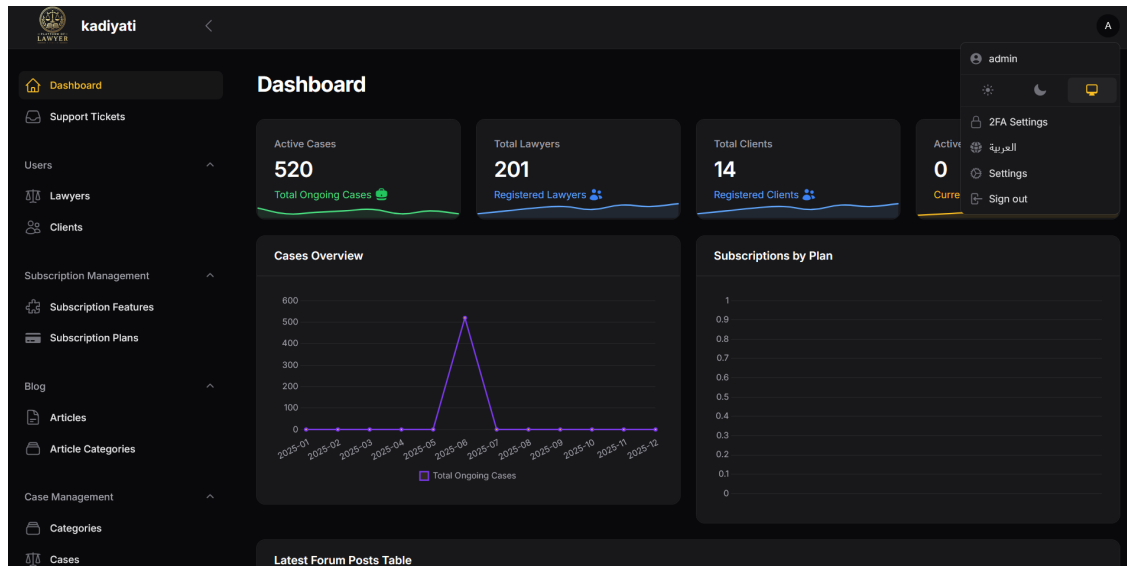 LAWYER
kadiyati
A
admin
2FA Settings
العربية
Settings
Sign out
Dashboard
Support Tickets
Users
Lawyers
Clients
Subscription Management
Subscription Features
Subscription Plans
Blog
Articles
Article Categories
Case Management
Categories
Cases
Dashboard
Active Cases
520
Total Ongoing Cases
Total Lawyers
201
Registered Lawyers
Total Clients
14
Registered Clients
Active
0
Curre
Cases Overview
600
500
400
300
200
100
0
2025-01 2025-02 2025-03 2025-04 2025-05 2025-06 2025-07 2025-08 2025-09 2025-10 2025-11 2025-12
Total Ongoing Cases
Subscriptions by Plan
1
0.9
0.8
0.7
0.6
0.5
0.4
0.3
0.2
0.1
0
Latest Forum Posts Table